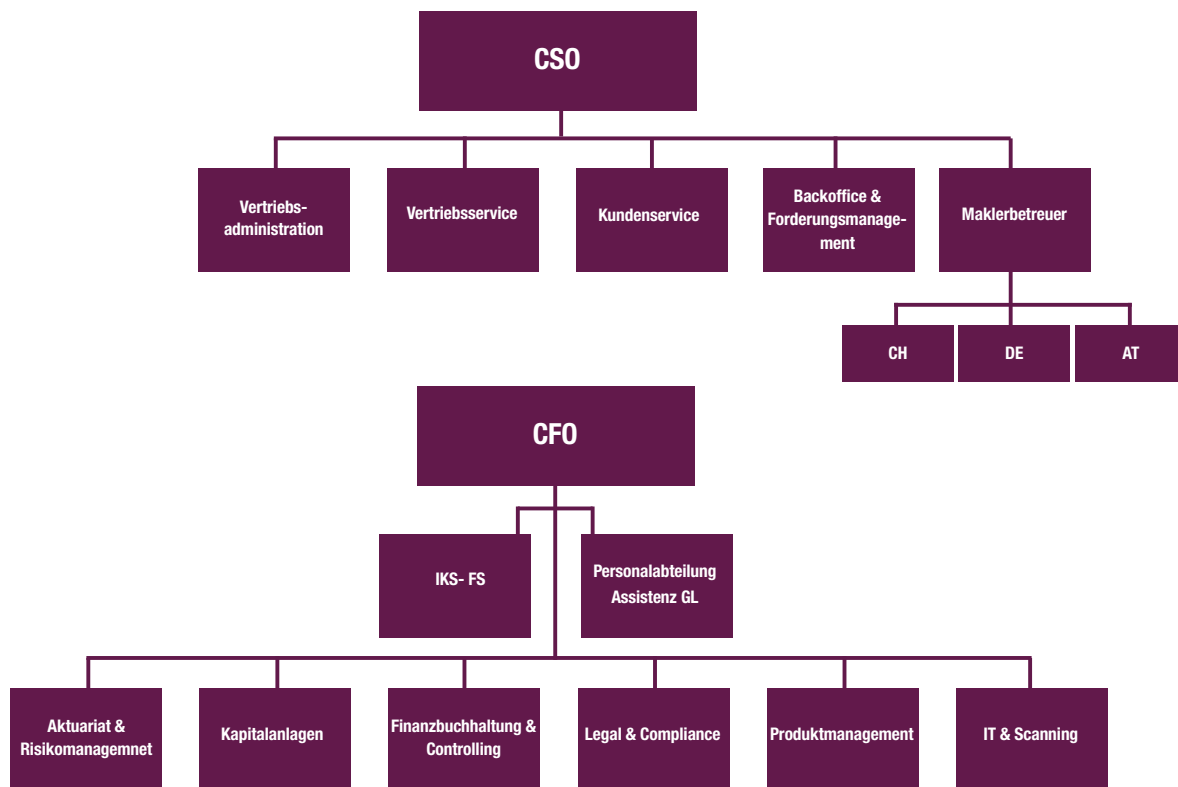 CSO
Vertriebs-
administration
Vertriebsservice
Kundenservice
Backoffice &
Forderungsmanage-
ment
Maklerbetreuer
CH
DE
AT
CFO
IKS- FS
Personalabteilung
Assistenz GL
Aktuariat &
Risikomanagemnet
Kapitalanlagen
Finanzbuchhaltung &
Controlling
Legal & Compliance
Produktmanagement
IT & Scanning